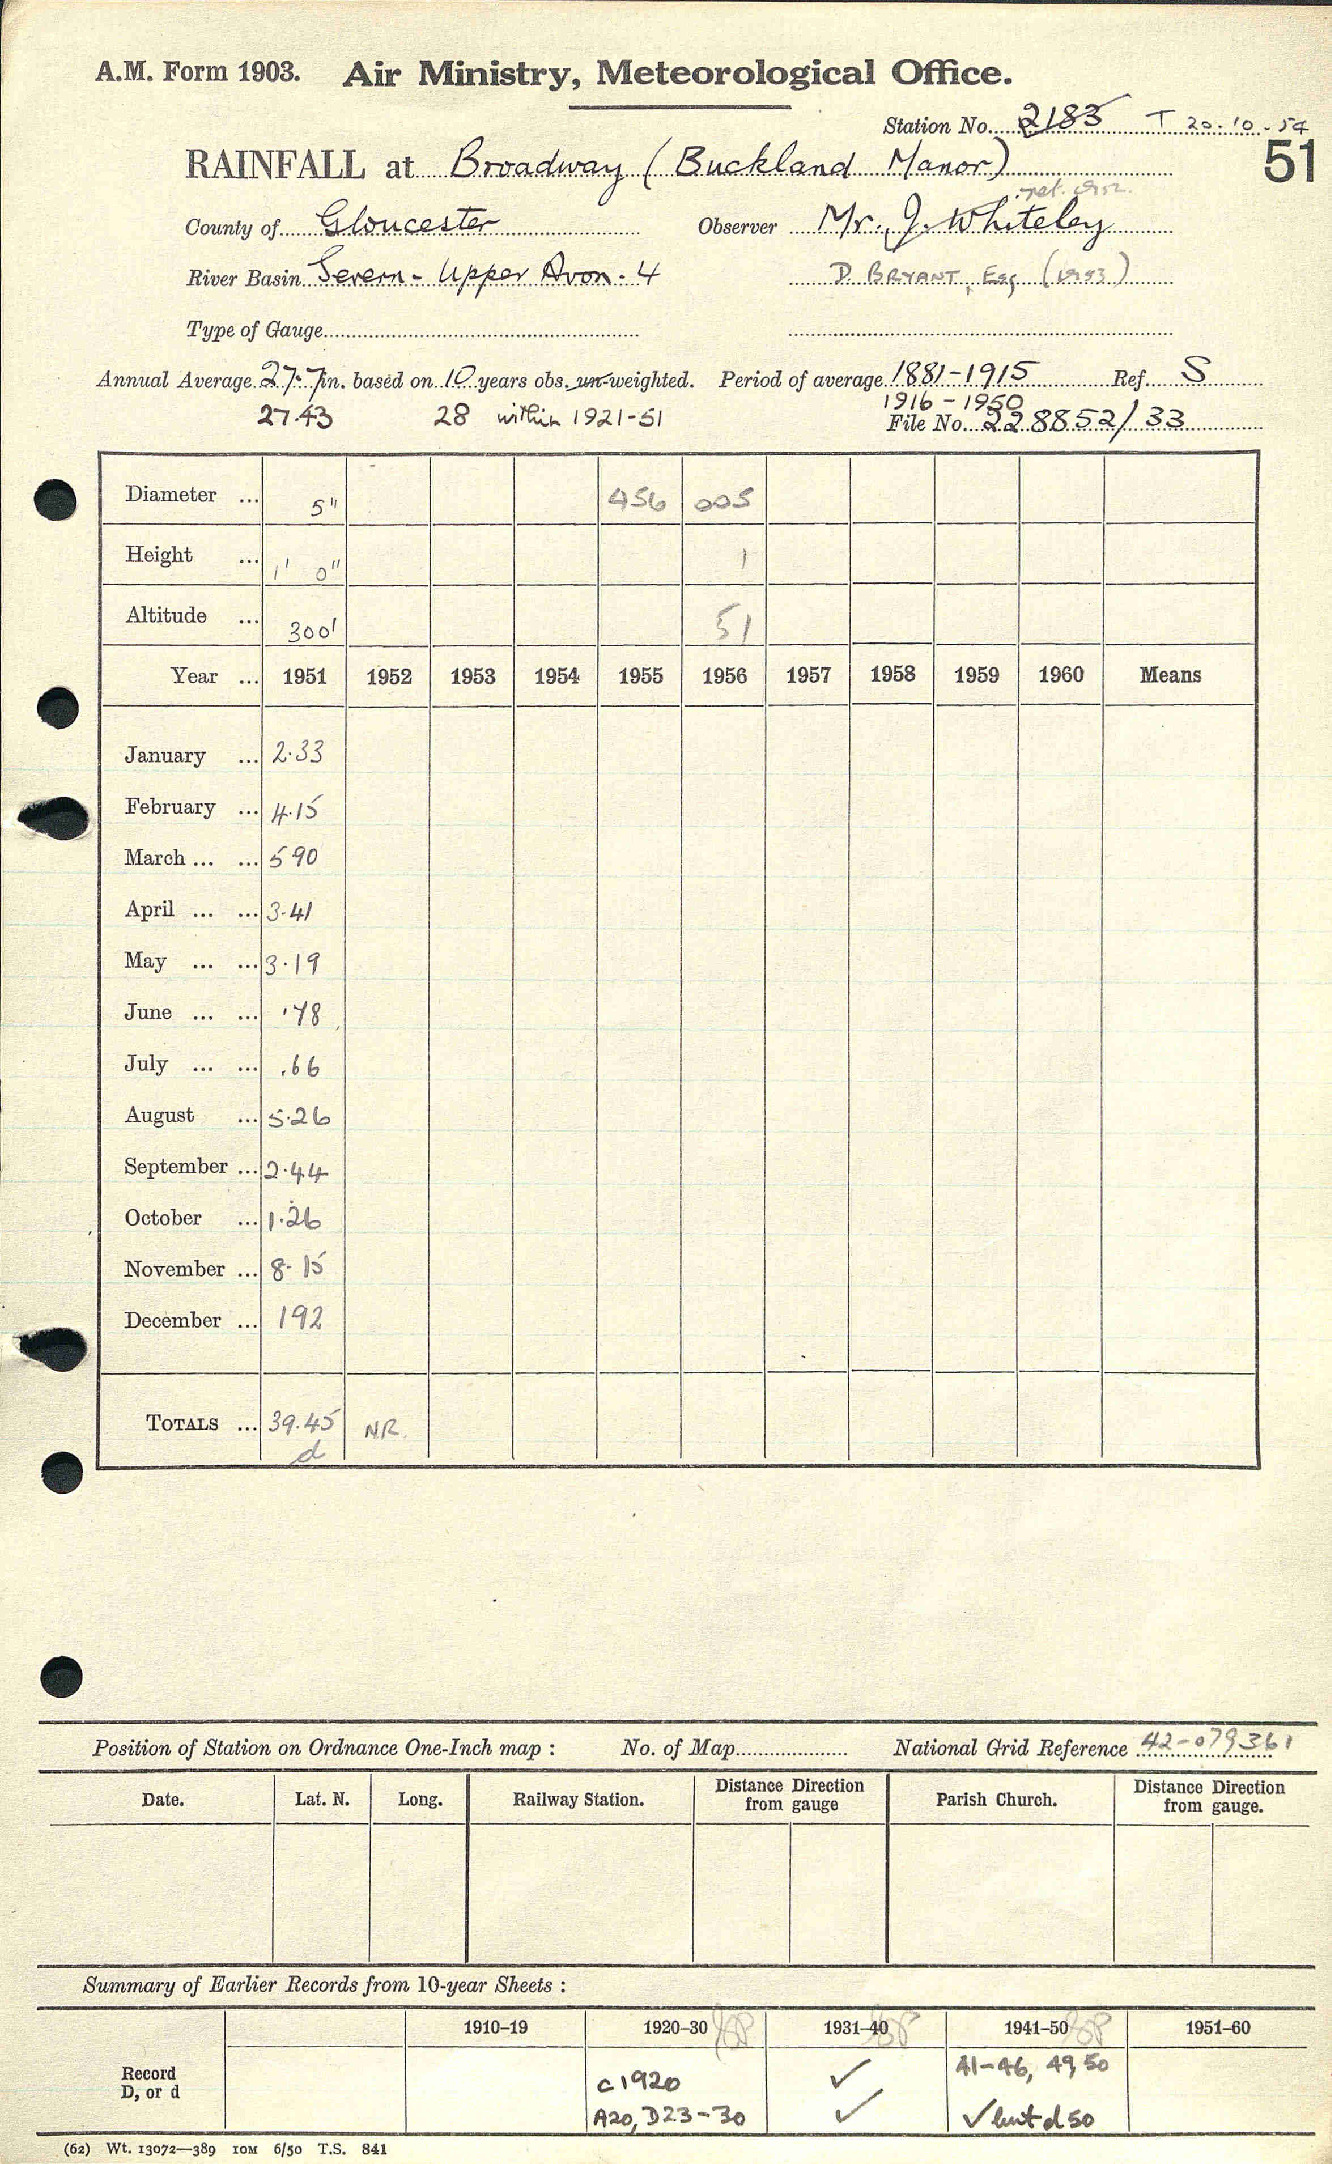 A.M. Form 1903. Air Ministry, Meteorological Office.
Station No. 2183 T 20.10.54
51
RAINFALL at Broadway (Buckland Manor)
ret. 1952.
County of Gloucester Observer Mr. J. Whiteley
River Basin Severn - Upper Avon - 4 D. BRYANT, Esq (1953)
Type of Gauge
Annual Average 27.7 in. based on 10 years obs. un-weighted. Period of average 1881-1915 Ref. S
27.43 28 within 1921-51 1916-1950
File No. 228852/33
Diameter ... 5" 456 005
Height ... 1' 0" 1
Altitude ... 300' 51
Year ... 1951 1952 1953 1954 1955 1956 1957 1958 1959 1960 Means
January ... 2.33
February ... 4.15
March ... ... 5 90
April ... ... 3.41
May ... ... 3.19
June ... ... .78
July ... ... .66
August ... 5.26
September ... 2.44
October ... 1.26
November ... 8.15
December ... 192
TOTALS ... 39.45 NR.
d
Position of Station on Ordnance One-Inch map : No. of Map National Grid Reference 42-079361
Date. Lat. N. Long. Railway Station. Distance Direction from gauge Parish Church. Distance Direction from gauge.
Summary of Earlier Records from 10-year Sheets :
1910-19 1920-30 1931-40 1941-50 1951-60
Record c1920 ✓ 41-46, 49, 50
D, or d A20, D23-30 ✓ ✓ but d 50
(62) Wt. 13072—389 10M 6/50 T.S. 841